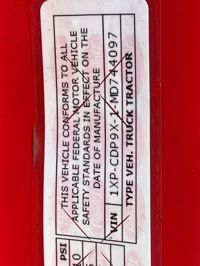 THIS VEHICLE CONFORMS TO ALL
APPLICABLE FEDERAL MOTOR VEHICLE
SAFETY STANDARDS IN EFFECT ON THE
DATE OF MANUFACTURE
VIN 1XP-CDP9X-1-MD744097
TYPE VEH. TRUCK TRACTOR
PSI